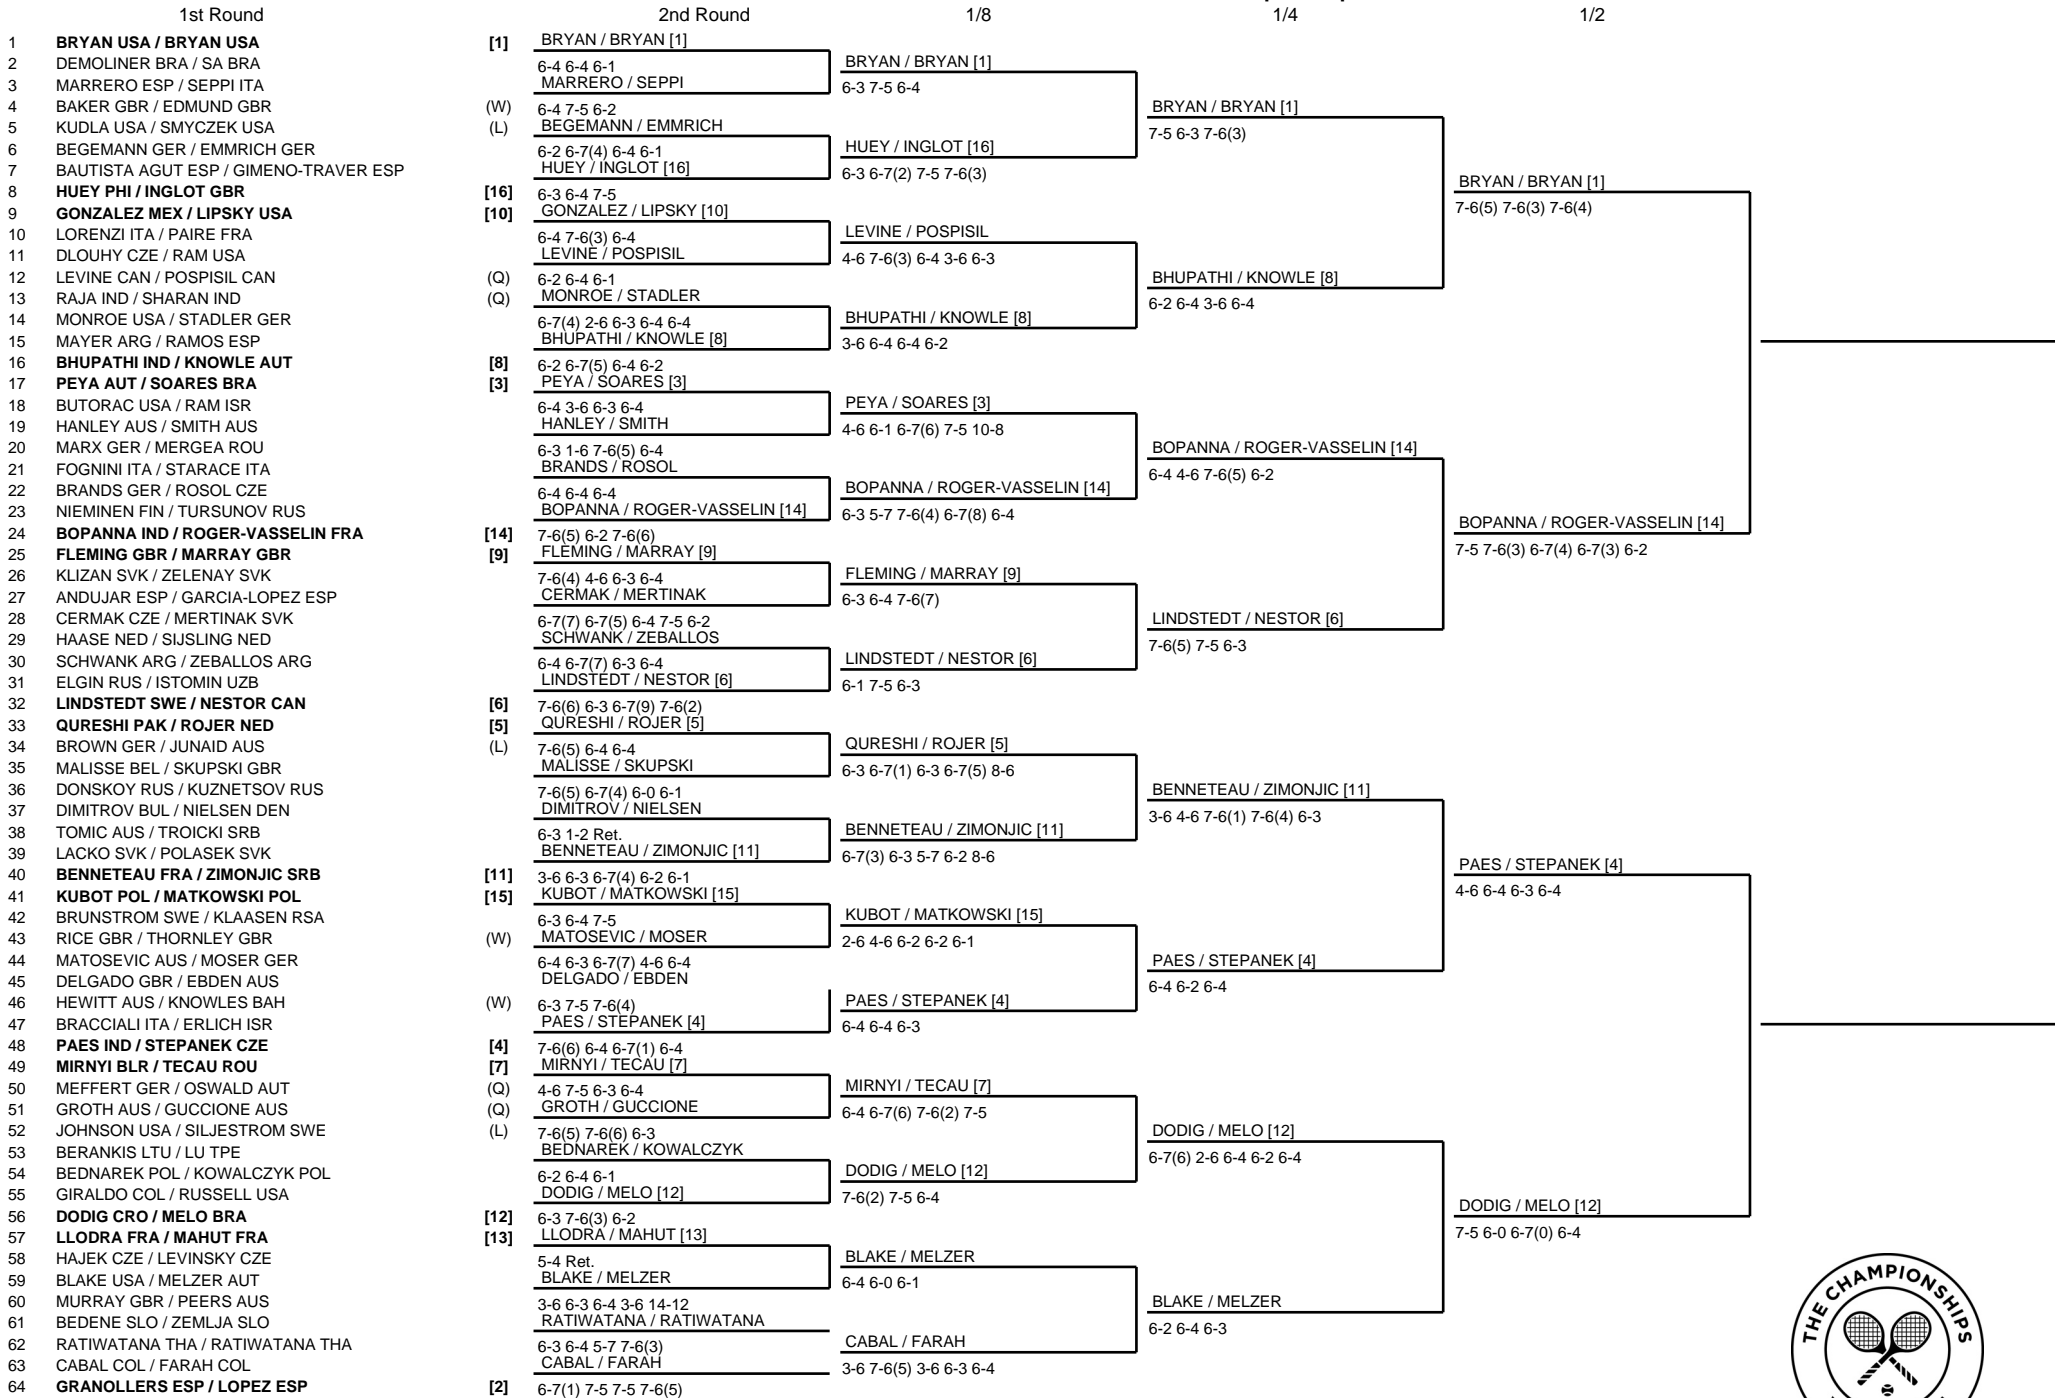 1st Round 2nd Round 1/8 1/4 1/2
1 BRYAN USA / BRYAN USA [1]
2 DEMOLINER BRA / SA BRA
3 MARRERO ESP / SEPPI ITA
4 BAKER GBR / EDMUND GBR (W)
5 KUDLA USA / SMYCZEK USA (L)
6 BEGEMANN GER / EMMRICH GER
7 BAUTISTA AGUT ESP / GIMENO-TRAVER ESP
8 HUEY PHI / INGLOT GBR [16]
9 GONZALEZ MEX / LIPSKY USA [10]
10 LORENZI ITA / PAIRE FRA
11 DLOUHY CZE / RAM USA
12 LEVINE CAN / POSPISIL CAN (Q)
13 RAJA IND / SHARAN IND (Q)
14 MONROE USA / STADLER GER
15 MAYER ARG / RAMOS ESP
16 BHUPATHI IND / KNOWLE AUT [8]
17 PEYA AUT / SOARES BRA [3]
18 BUTORAC USA / RAM ISR
19 HANLEY AUS / SMITH AUS
20 MARX GER / MERGEA ROU
21 FOGNINI ITA / STARACE ITA
22 BRANDS GER / ROSOL CZE
23 NIEMINEN FIN / TURSUNOV RUS
24 BOPANNA IND / ROGER-VASSELIN FRA [14]
25 FLEMING GBR / MARRAY GBR [9]
26 KLIZAN SVK / ZELENAY SVK
27 ANDUJAR ESP / GARCIA-LOPEZ ESP
28 CERMAK CZE / MERTINAK SVK
29 HAASE NED / SIJSLING NED
30 SCHWANK ARG / ZEBALLOS ARG
31 ELGIN RUS / ISTOMIN UZB
32 LINDSTEDT SWE / NESTOR CAN [6]
33 QURESHI PAK / ROJER NED [5]
34 BROWN GER / JUNAID AUS (L)
35 MALISSE BEL / SKUPSKI GBR
36 DONSKOY RUS / KUZNETSOV RUS
37 DIMITROV BUL / NIELSEN DEN
38 TOMIC AUS / TROICKI SRB
39 LACKO SVK / POLASEK SVK
40 BENNETEAU FRA / ZIMONJIC SRB [11]
41 KUBOT POL / MATKOWSKI POL [15]
42 BRUNSTROM SWE / KLAASEN RSA
43 RICE GBR / THORNLEY GBR (W)
44 MATOSEVIC AUS / MOSER GER
45 DELGADO GBR / EBDEN AUS
46 HEWITT AUS / KNOWLES BAH (W)
47 BRACCIALI ITA / ERLICH ISR
48 PAES IND / STEPANEK CZE [4]
49 MIRNYI BLR / TECAU ROU [7]
50 MEFFERT GER / OSWALD AUT (Q)
51 GROTH AUS / GUCCIONE AUS (Q)
52 JOHNSON USA / SILJESTROM SWE (L)
53 BERANKIS LTU / LU TPE
54 BEDNAREK POL / KOWALCZYK POL
55 GIRALDO COL / RUSSELL USA
56 DODIG CRO / MELO BRA [12]
57 LLODRA FRA / MAHUT FRA [13]
58 HAJEK CZE / LEVINSKY CZE
59 BLAKE USA / MELZER AUT
60 MURRAY GBR / PEERS AUS
61 BEDENE SLO / ZEMLJA SLO
62 RATIWATANA THA / RATIWATANA THA
63 CABAL COL / FARAH COL
64 GRANOLLERS ESP / LOPEZ ESP [2]
BRYAN / BRYAN [1]
6-4 6-4 6-1
MARRERO / SEPPI
6-4 7-5 6-2
BEGEMANN / EMMRICH
6-2 6-7(4) 6-4 6-1
HUEY / INGLOT [16]
6-3 6-4 7-5
GONZALEZ / LIPSKY [10]
6-4 7-6(3) 6-4
LEVINE / POSPISIL
6-2 6-4 6-1
MONROE / STADLER
6-7(4) 2-6 6-3 6-4 6-4
BHUPATHI / KNOWLE [8]
6-2 6-7(5) 6-4 6-2
PEYA / SOARES [3]
6-4 3-6 6-3 6-4
HANLEY / SMITH
6-3 1-6 7-6(5) 6-4
BRANDS / ROSOL
6-4 6-4 6-4
BOPANNA / ROGER-VASSELIN [14]
7-6(5) 6-2 7-6(6)
FLEMING / MARRAY [9]
7-6(4) 4-6 6-3 6-4
CERMAK / MERTINAK
6-7(7) 6-7(5) 6-4 7-5 6-2
SCHWANK / ZEBALLOS
6-4 6-7(7) 6-3 6-4
LINDSTEDT / NESTOR [6]
7-6(6) 6-3 6-7(9) 7-6(2)
QURESHI / ROJER [5]
7-6(5) 6-4 6-4
MALISSE / SKUPSKI
7-6(5) 6-7(4) 6-0 6-1
DIMITROV / NIELSEN
6-3 1-2 Ret.
BENNETEAU / ZIMONJIC [11]
3-6 6-3 6-7(4) 6-2 6-1
KUBOT / MATKOWSKI [15]
6-3 6-4 7-5
MATOSEVIC / MOSER
6-4 6-3 6-7(7) 4-6 6-4
DELGADO / EBDEN
6-3 7-5 7-6(4)
PAES / STEPANEK [4]
7-6(6) 6-4 6-7(1) 6-4
MIRNYI / TECAU [7]
4-6 7-5 6-3 6-4
GROTH / GUCCIONE
7-6(5) 7-6(6) 6-3
BEDNAREK / KOWALCZYK
6-2 6-4 6-1
DODIG / MELO [12]
6-3 7-6(3) 6-2
LLODRA / MAHUT [13]
5-4 Ret.
BLAKE / MELZER
3-6 6-3 6-4 3-6 14-12
RATIWATANA / RATIWATANA
6-3 6-4 5-7 7-6(3)
CABAL / FARAH
6-7(1) 7-5 7-5 7-6(5)
BRYAN / BRYAN [1]
6-3 7-5 6-4
HUEY / INGLOT [16]
6-3 6-7(2) 7-5 7-6(3)
LEVINE / POSPISIL
4-6 7-6(3) 6-4 3-6 6-3
BHUPATHI / KNOWLE [8]
3-6 6-4 6-4 6-2
PEYA / SOARES [3]
4-6 6-1 6-7(6) 7-5 10-8
BOPANNA / ROGER-VASSELIN [14]
6-3 5-7 7-6(4) 6-7(8) 6-4
FLEMING / MARRAY [9]
6-3 6-4 7-6(7)
LINDSTEDT / NESTOR [6]
6-1 7-5 6-3
QURESHI / ROJER [5]
6-3 6-7(1) 6-3 6-7(5) 8-6
BENNETEAU / ZIMONJIC [11]
6-7(3) 6-3 5-7 6-2 8-6
KUBOT / MATKOWSKI [15]
2-6 4-6 6-2 6-2 6-1
PAES / STEPANEK [4]
6-4 6-4 6-3
MIRNYI / TECAU [7]
6-4 6-7(6) 7-6(2) 7-5
DODIG / MELO [12]
7-6(2) 7-5 6-4
BLAKE / MELZER
6-4 6-0 6-1
CABAL / FARAH
3-6 7-6(5) 3-6 6-3 6-4
BRYAN / BRYAN [1]
7-5 6-3 7-6(3)
BHUPATHI / KNOWLE [8]
6-2 6-4 3-6 6-4
BOPANNA / ROGER-VASSELIN [14]
6-4 4-6 7-6(5) 6-2
LINDSTEDT / NESTOR [6]
7-6(5) 7-5 6-3
BENNETEAU / ZIMONJIC [11]
3-6 4-6 7-6(1) 7-6(4) 6-3
PAES / STEPANEK [4]
6-4 6-2 6-4
DODIG / MELO [12]
6-7(6) 2-6 6-4 6-2 6-4
BLAKE / MELZER
6-2 6-4 6-3
BRYAN / BRYAN [1]
7-6(5) 7-6(3) 7-6(4)
BOPANNA / ROGER-VASSELIN [14]
7-5 7-6(3) 6-7(4) 6-7(3) 6-2
PAES / STEPANEK [4]
4-6 6-4 6-3 6-4
DODIG / MELO [12]
7-5 6-0 6-7(0) 6-4
THE CHAMPIONSHIPS